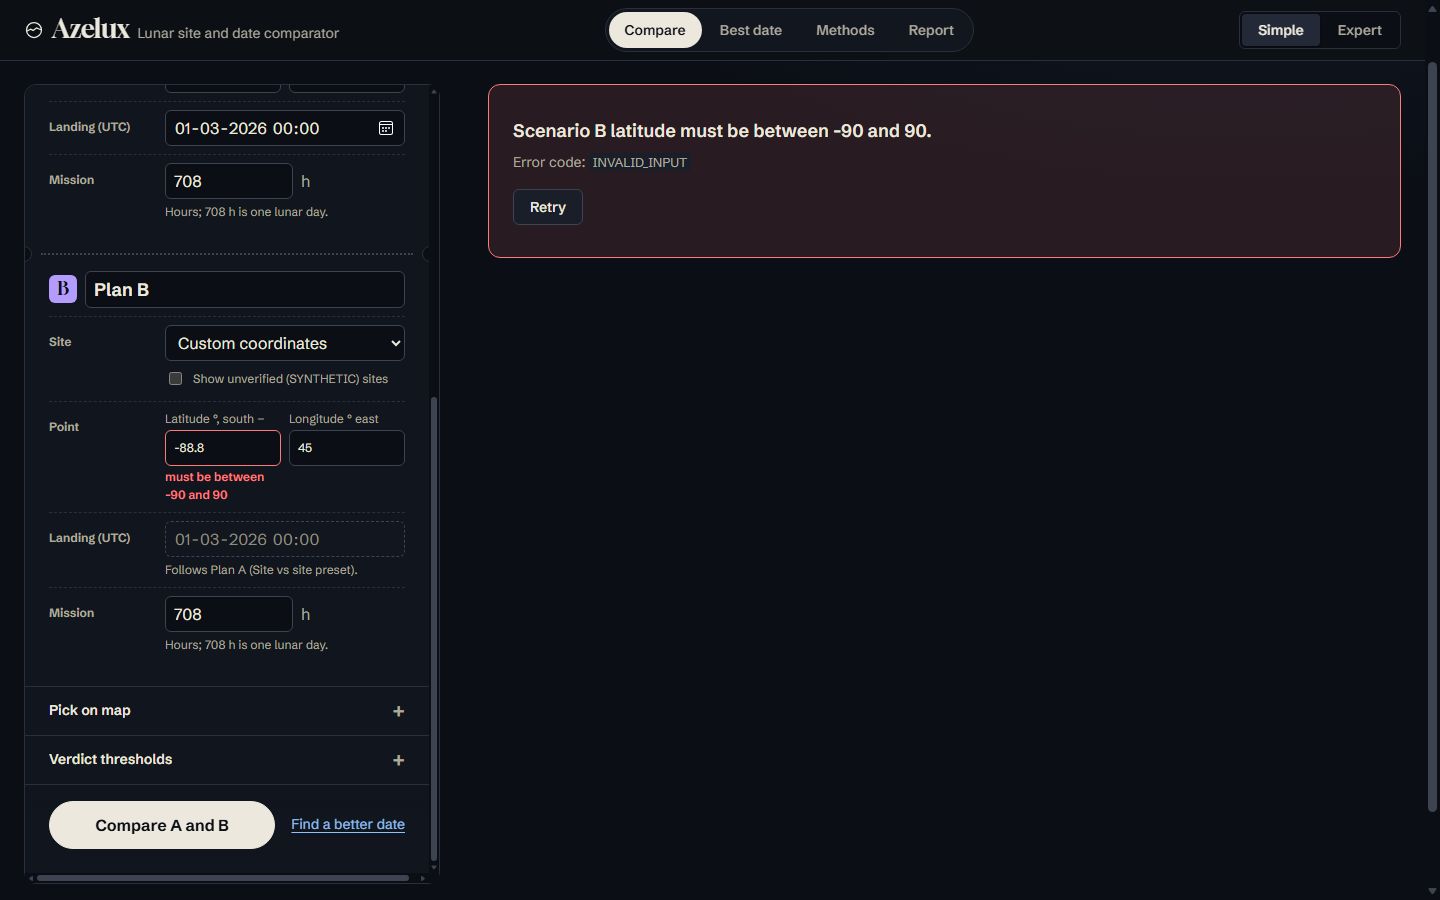 Azelux Lunar site and date comparator
Compare Best date Methods Report
Simple Expert
Landing (UTC) 01-03-2026 00:00
Mission 708 h
Hours; 708 h is one lunar day.
B Plan B
Site Custom coordinates
Show unverified (SYNTHETIC) sites
Latitude °, south − Longitude ° east
Point -88.8 45
must be between
-90 and 90
Landing (UTC) 01-03-2026 00:00
Follows Plan A (Site vs site preset).
Mission 708 h
Hours; 708 h is one lunar day.
Pick on map +
Verdict thresholds +
Compare A and B Find a better date
Scenario B latitude must be between -90 and 90.
Error code: INVALID_INPUT
Retry